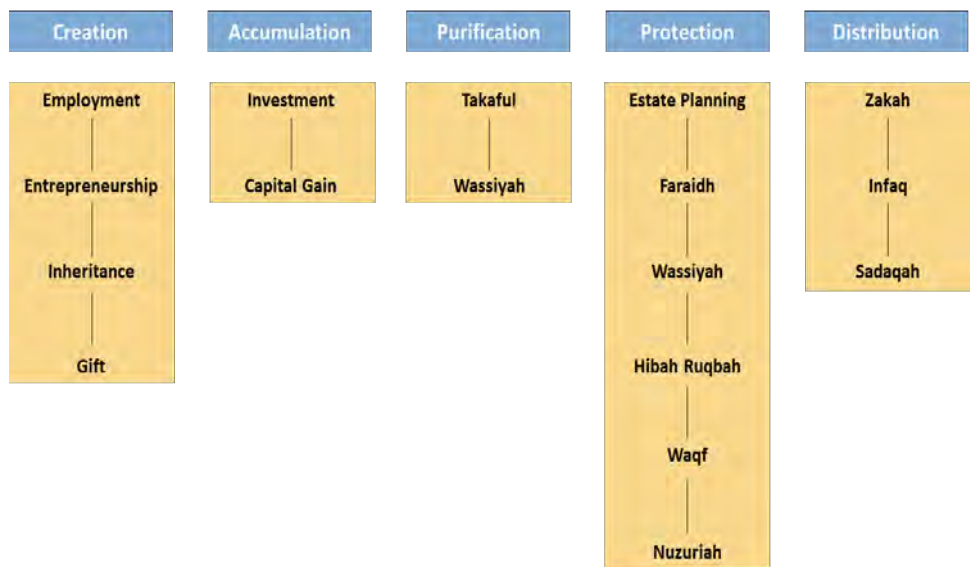 Creation
Employment
Entrepreneurship
Inheritance
Gift
Accumulation
Investment
Capital Gain
Purification
Takaful
Wassiyah
Protection
Estate Planning
Faraidh
Wassiyah
Hibah Ruqbah
Waqf
Nuzuriah
Distribution
Zakah
Infaq
Sadaqah